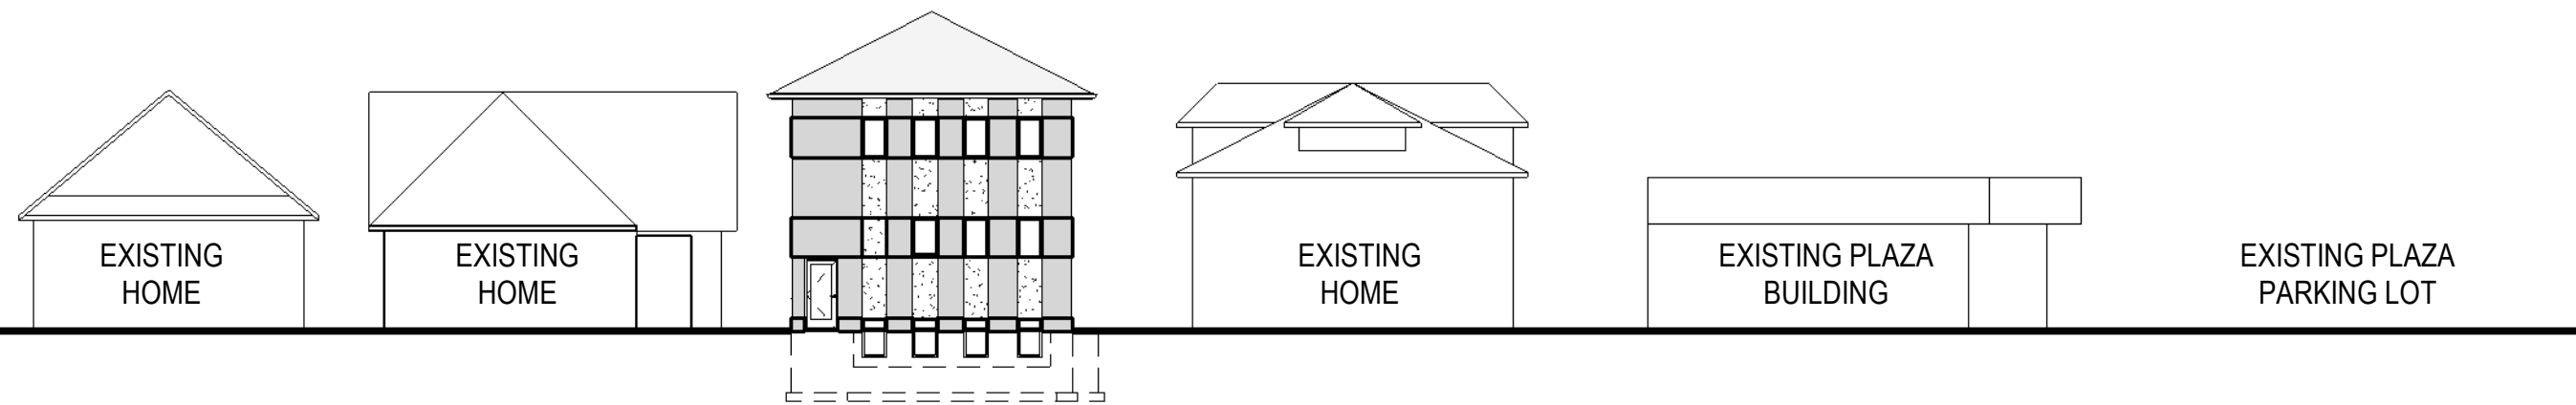 EXISTING
HOME
EXISTING
HOME
EXISTING
HOME
EXISTING PLAZA
BUILDING
EXISTING PLAZA
PARKING LOT